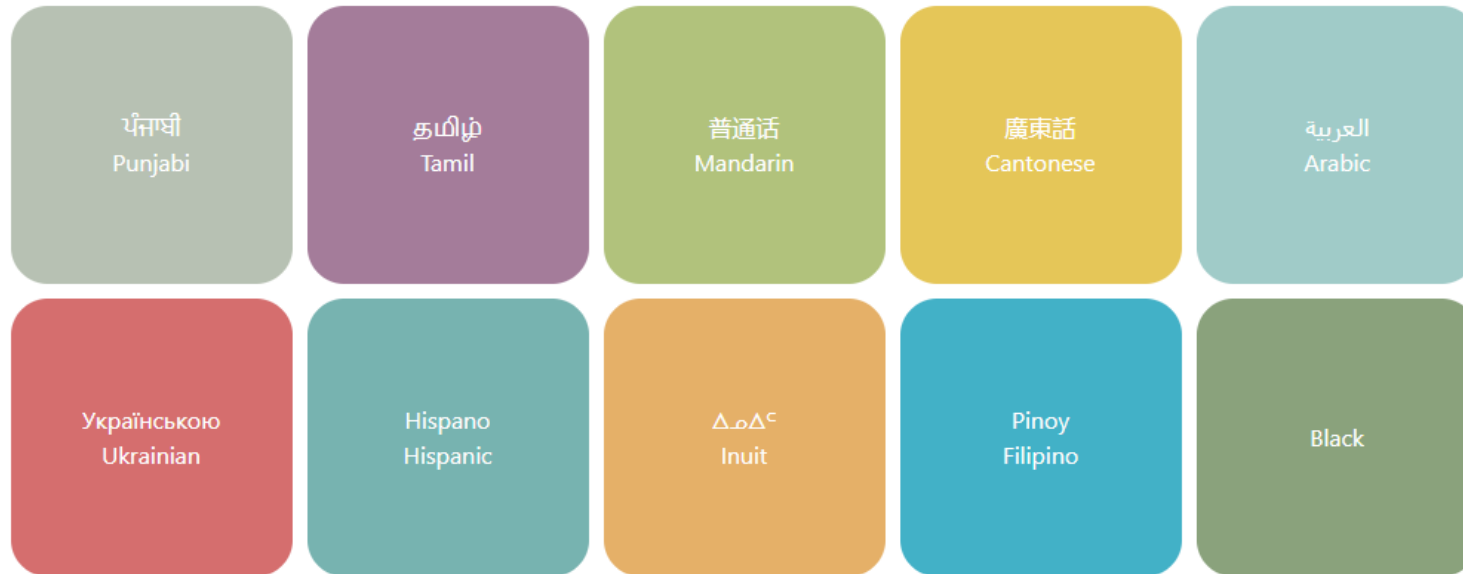 ਪੰਜਾਬੀ
Punjabi
தமிழ்
Tamil
普通话
Mandarin
廣東話
Cantonese
العربية
Arabic
Українською
Ukrainian
Hispano
Hispanic
ᐃᓄᐃᑦ
Inuit
Pinoy
Filipino
Black